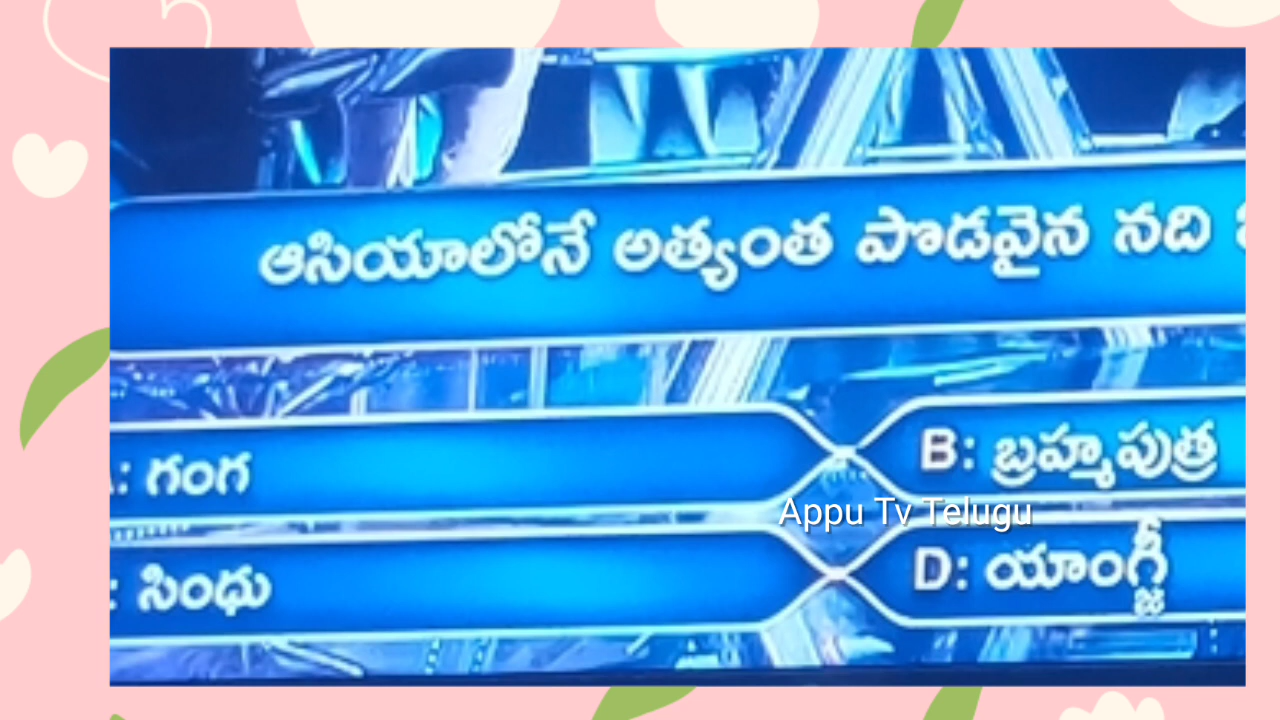 ఆసియాలోనే అత్యంత పొడవైన నది
: గంగ
B: బ్రహ్మపుత్ర
Appu Tv Telugu
: సింధు
D: యాంగ్జీ